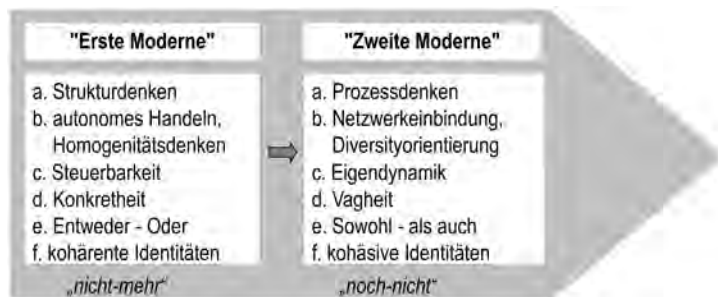 "Erste Moderne"
a. Strukturdenken
b. autonomes Handeln,
Homogenitätsdenken
c. Steuerbarkeit
d. Konkretheit
e. Entweder - Oder
f. kohärente Identitäten
„nicht-mehr“
"Zweite Moderne"
a. Prozessdenken
b. Netzwerkeinbindung,
Diversityorientierung
c. Eigendynamik
d. Vagheit
e. Sowohl - als auch
f. kohäsive Identitäten
„noch-nicht“